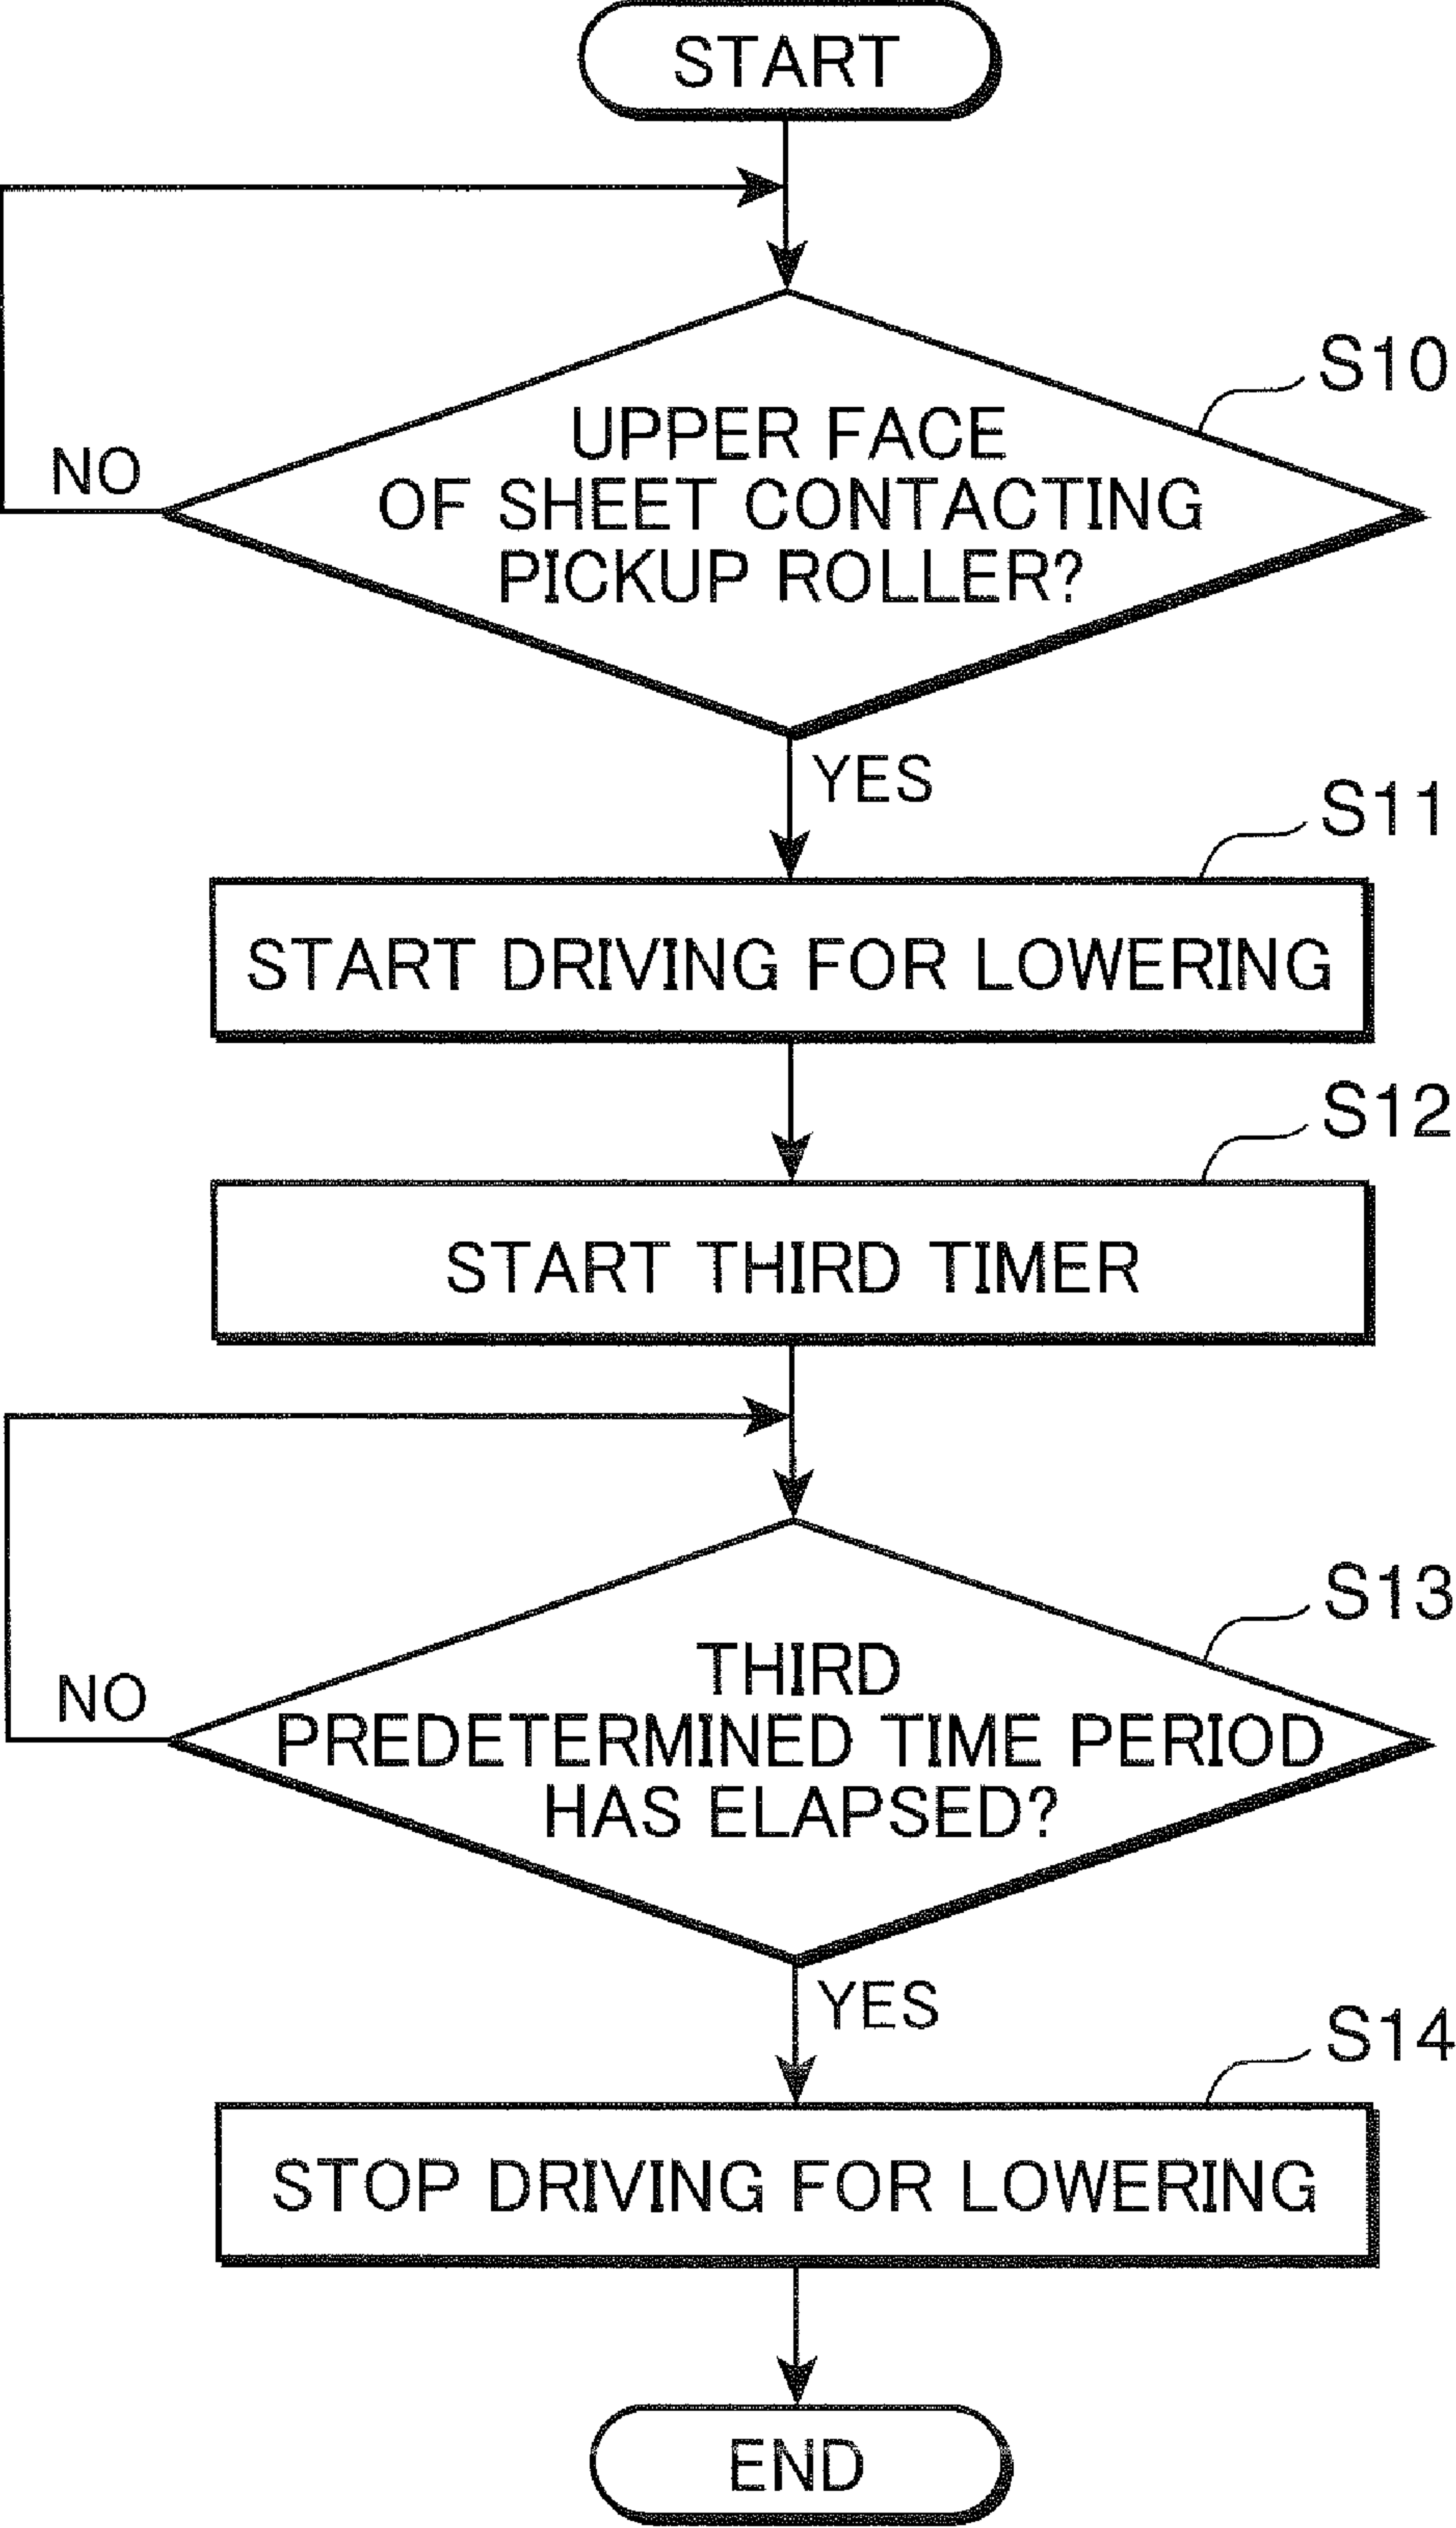 START
S10
UPPER FACE
OF SHEET CONTACTING
PICKUP ROLLER?
NO
YES
S11
START DRIVING FOR LOWERING
S12
START THIRD TIMER
S13
THIRD
PREDETERMINED TIME PERIOD
HAS ELAPSED?
NO
YES
S14
STOP DRIVING FOR LOWERING
END